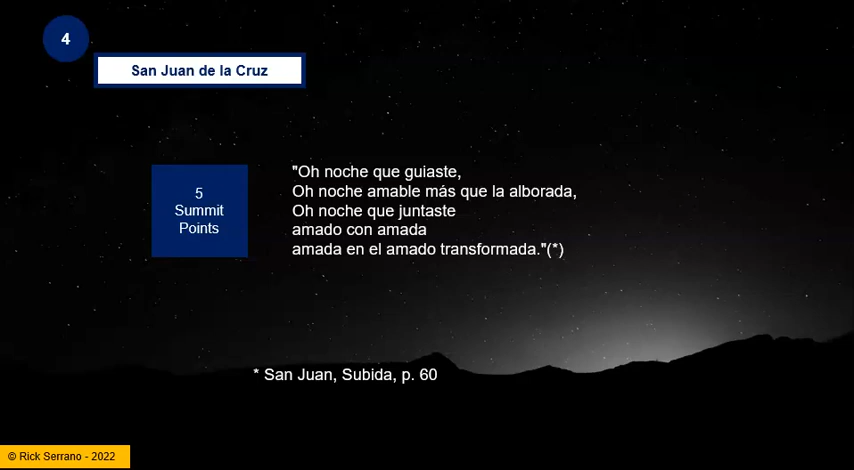 4
San Juan de la Cruz
5
Summit
Points
"Oh noche que guiaste,
Oh noche amable más que la alborada,
Oh noche que juntaste
amado con amada
amada en el amado transformada."(*)
* San Juan, Subida, p. 60
© Rick Serrano - 2022